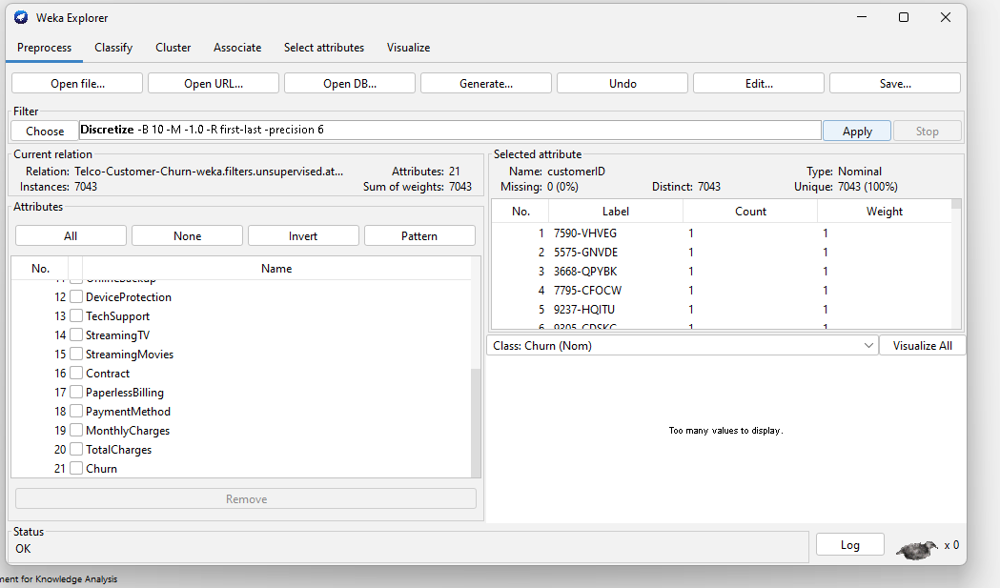 Weka Explorer
Preprocess Classify Cluster Associate Select attributes Visualize
Open file... Open URL... Open DB... Generate... Undo Edit... Save...
Filter
Choose Discretize -B 10 -M -1.0 -R first-last -precision 6 Apply Stop
Current relation
Relation: Telco-Customer-Churn-weka.filters.unsupervised.at... Attributes: 21
Instances: 7043 Sum of weights: 7043
Attributes
All None Invert Pattern
No. Name
11 OnlineBackup
12 DeviceProtection
13 TechSupport
14 StreamingTV
15 StreamingMovies
16 Contract
17 PaperlessBilling
18 PaymentMethod
19 MonthlyCharges
20 TotalCharges
21 Churn
Remove
Selected attribute
Name: customerID Type: Nominal
Missing: 0 (0%) Distinct: 7043 Unique: 7043 (100%)
No. Label Count Weight
1 7590-VHVEG 1 1
2 5575-GNVDE 1 1
3 3668-QPYBK 1 1
4 7795-CFOCW 1 1
5 9237-HQITU 1 1
6 9305-CDSKC 1 1
Class: Churn (Nom) Visualize All
Too many values to display.
Status
OK
Log x 0
ment for Knowledge Analysis